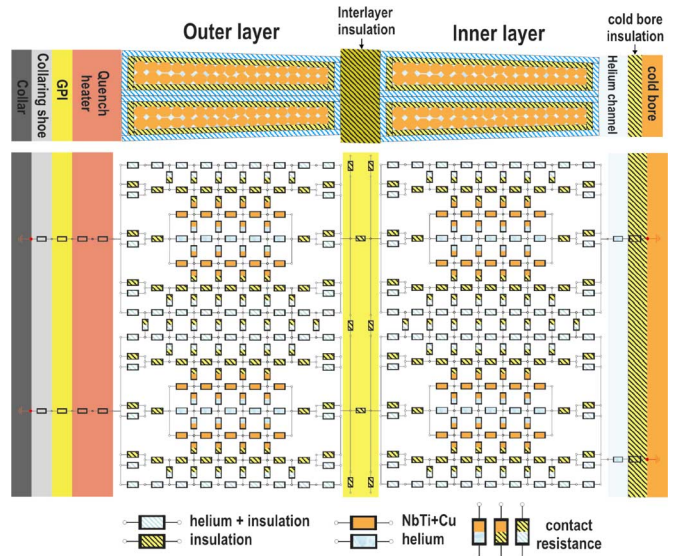 Outer layer
Interlayer
insulation
Inner layer
cold bore
insulation
Collar
Collaring shoe
GPI
Quench
heater
Helium channel
cold bore
helium + insulation
insulation
NbTi+Cu
helium
contact
resistance